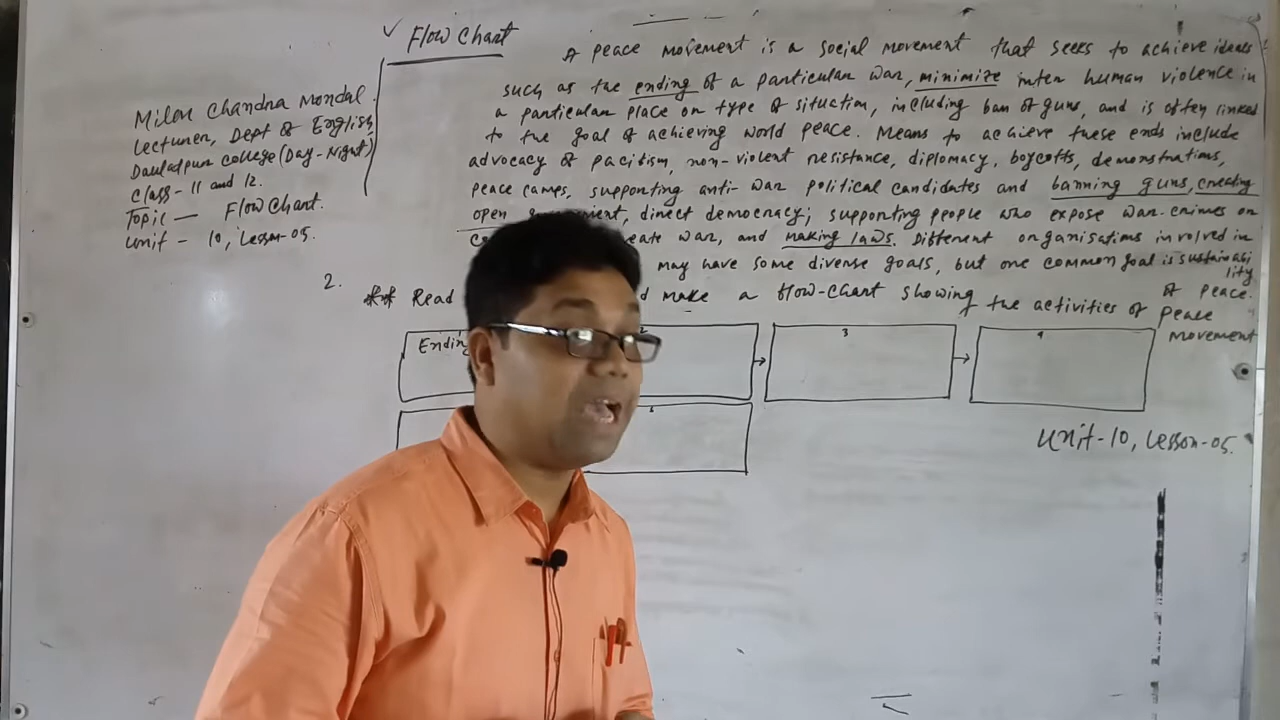 ✓ Flow Chart
Milon Chandra Mondal.
Lecturer, Dept of English,
Daulatpur College (Day-Night)
Class - 11 and 12.
Topic — Flow Chart.
Unit - 10, Lesson-05.
A peace movement is a social movement that seeks to achieve ideals
such as the ending of a particular war, minimize inter human violence in
a particular place or type of situation, including ban of guns, and is often linked
to the goal of achieving world peace. Means to achieve these ends include
advocacy of pacifism, non-violent resistance, diplomacy, boycotts, demonstrations,
peace camps, supporting anti-war political candidates and banning guns, creating
open direct democracy; supporting people who expose war-crimes or
war, and making laws. Different organisations involved in
may have some diverse goals, but one common goal is sustainability
of peace.
2. ** Read make a flow-chart showing the activities of peace
movement
3
4
Unit-10, Lesson-05.